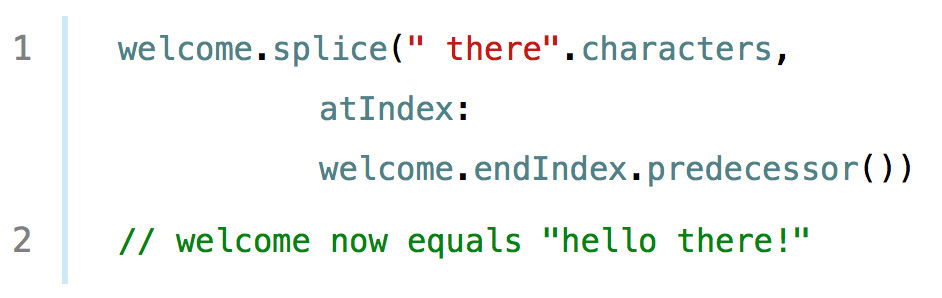 1 welcome.splice(" there".characters,
atIndex:
welcome.endIndex.predecessor())
2 // welcome now equals "hello there!"